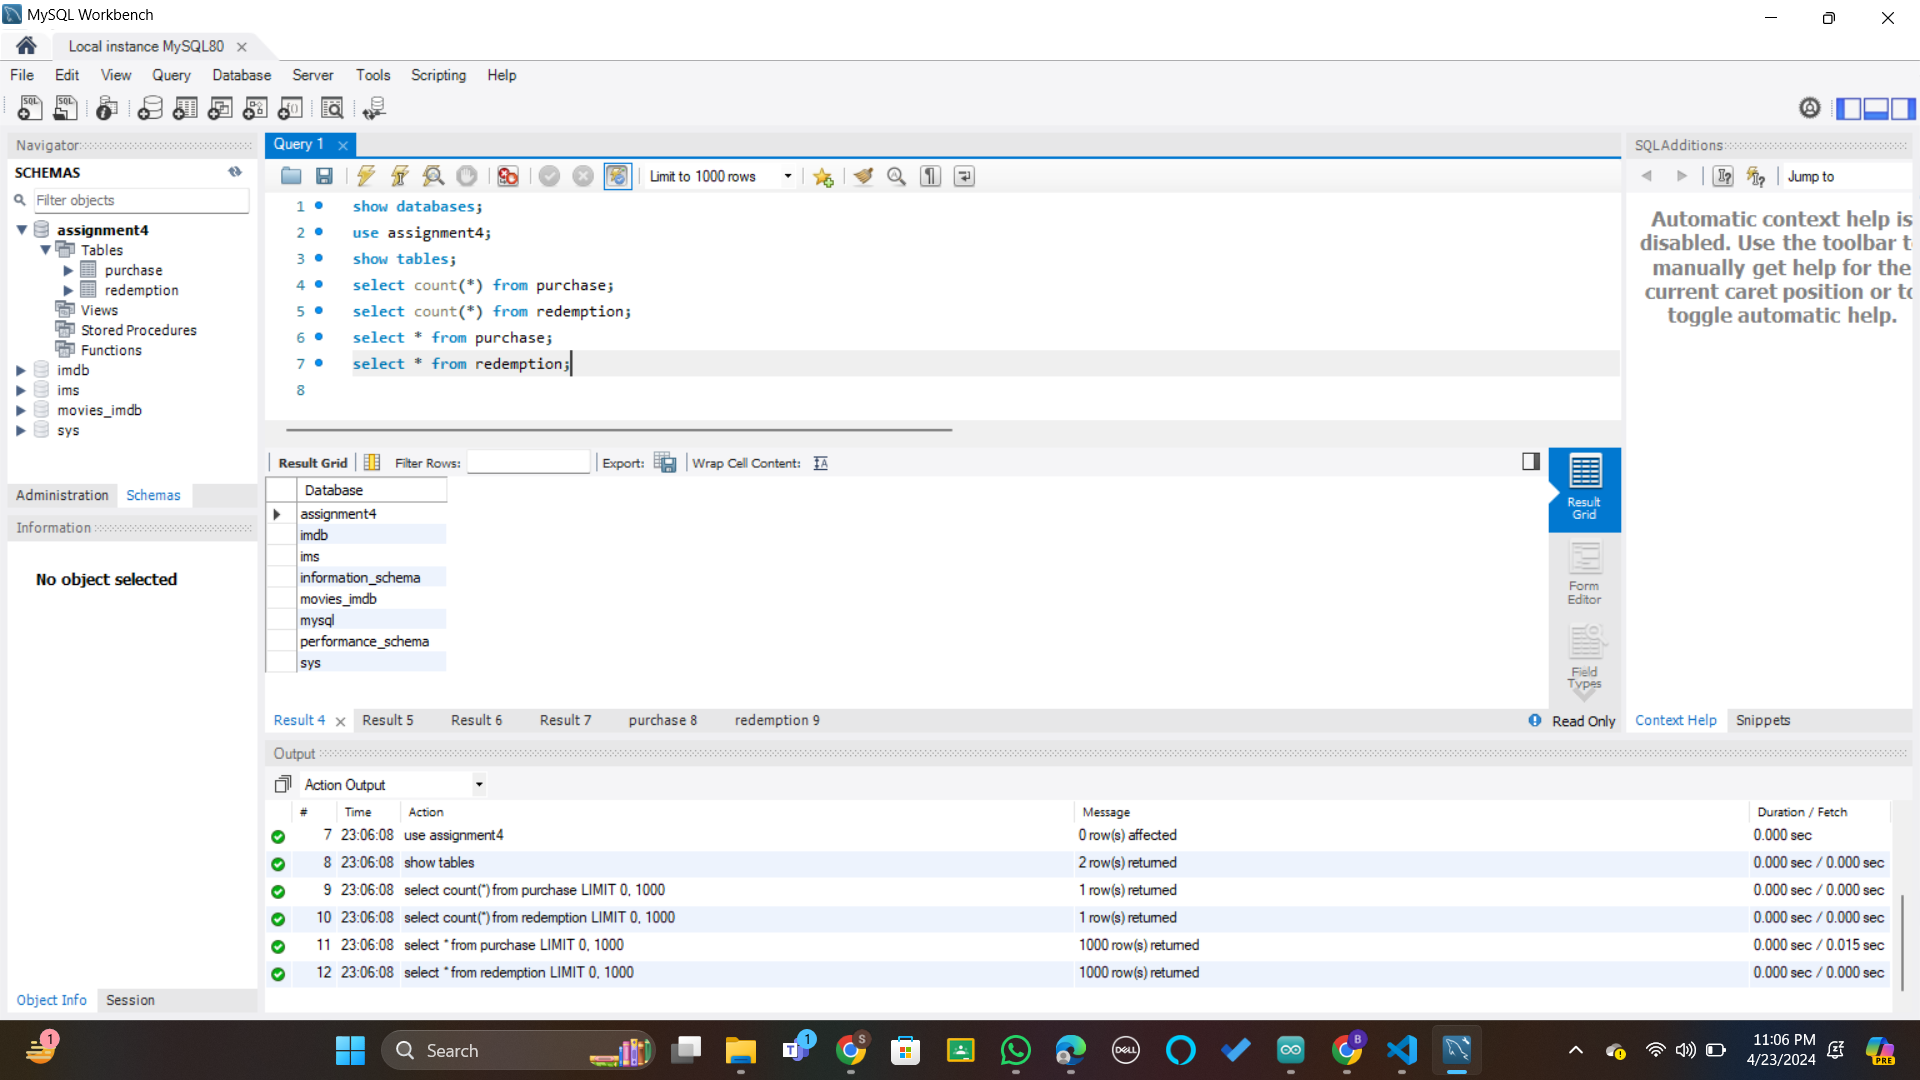 MySQL Workbench
Local instance MySQL80
File Edit View Query Database Server Tools Scripting Help
Navigator
SCHEMAS
Filter objects
assignment4
Tables
purchase
redemption
Views
Stored Procedures
Functions
imdb
ims
movies_imdb
sys
Administration Schemas
Information
No object selected
Object Info Session
Query 1
Limit to 1000 rows
1 show databases;
2 use assignment4;
3 show tables;
4 select count(*) from purchase;
5 select count(*) from redemption;
6 select * from purchase;
7 select * from redemption;
8
Result Grid Filter Rows: Export: Wrap Cell Content:
Database
assignment4
imdb
ims
information_schema
movies_imdb
mysql
performance_schema
sys
Result Grid
Form Editor
Field Types
Result 4 Result 5 Result 6 Result 7 purchase 8 redemption 9
Read Only
SQLAdditions
Jump to
Automatic context help is
disabled. Use the toolbar t
manually get help for the
current caret position or to
toggle automatic help.
Context Help Snippets
Output
Action Output
# Time Action Message Duration / Fetch
7 23:06:08 use assignment4 0 row(s) affected 0.000 sec
8 23:06:08 show tables 2 row(s) returned 0.000 sec / 0.000 sec
9 23:06:08 select count(*) from purchase LIMIT 0, 1000 1 row(s) returned 0.000 sec / 0.000 sec
10 23:06:08 select count(*) from redemption LIMIT 0, 1000 1 row(s) returned 0.000 sec / 0.000 sec
11 23:06:08 select * from purchase LIMIT 0, 1000 1000 row(s) returned 0.000 sec / 0.015 sec
12 23:06:08 select * from redemption LIMIT 0, 1000 1000 row(s) returned 0.000 sec / 0.000 sec
1
Search
1
S
DELL
B
11:06 PM
4/23/2024
PRE